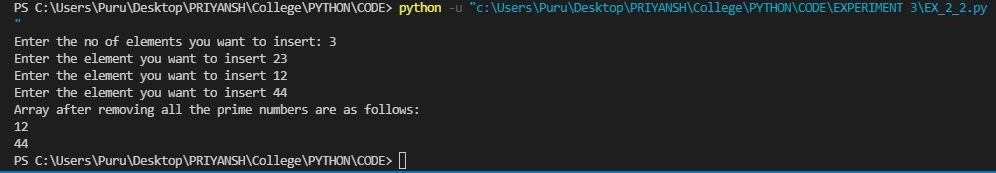 PS C:\Users\Puru\Desktop\PRIYANSH\College\PYTHON\CODE> python -u "c:\Users\Puru\Desktop\PRIYANSH\College\PYTHON\CODE\EXPERIMENT 3\EX_2_2.py
"
Enter the no of elements you want to insert: 3
Enter the element you want to insert 23
Enter the element you want to insert 12
Enter the element you want to insert 44
Array after removing all the prime numbers are as follows:
12
44
PS C:\Users\Puru\Desktop\PRIYANSH\College\PYTHON\CODE>